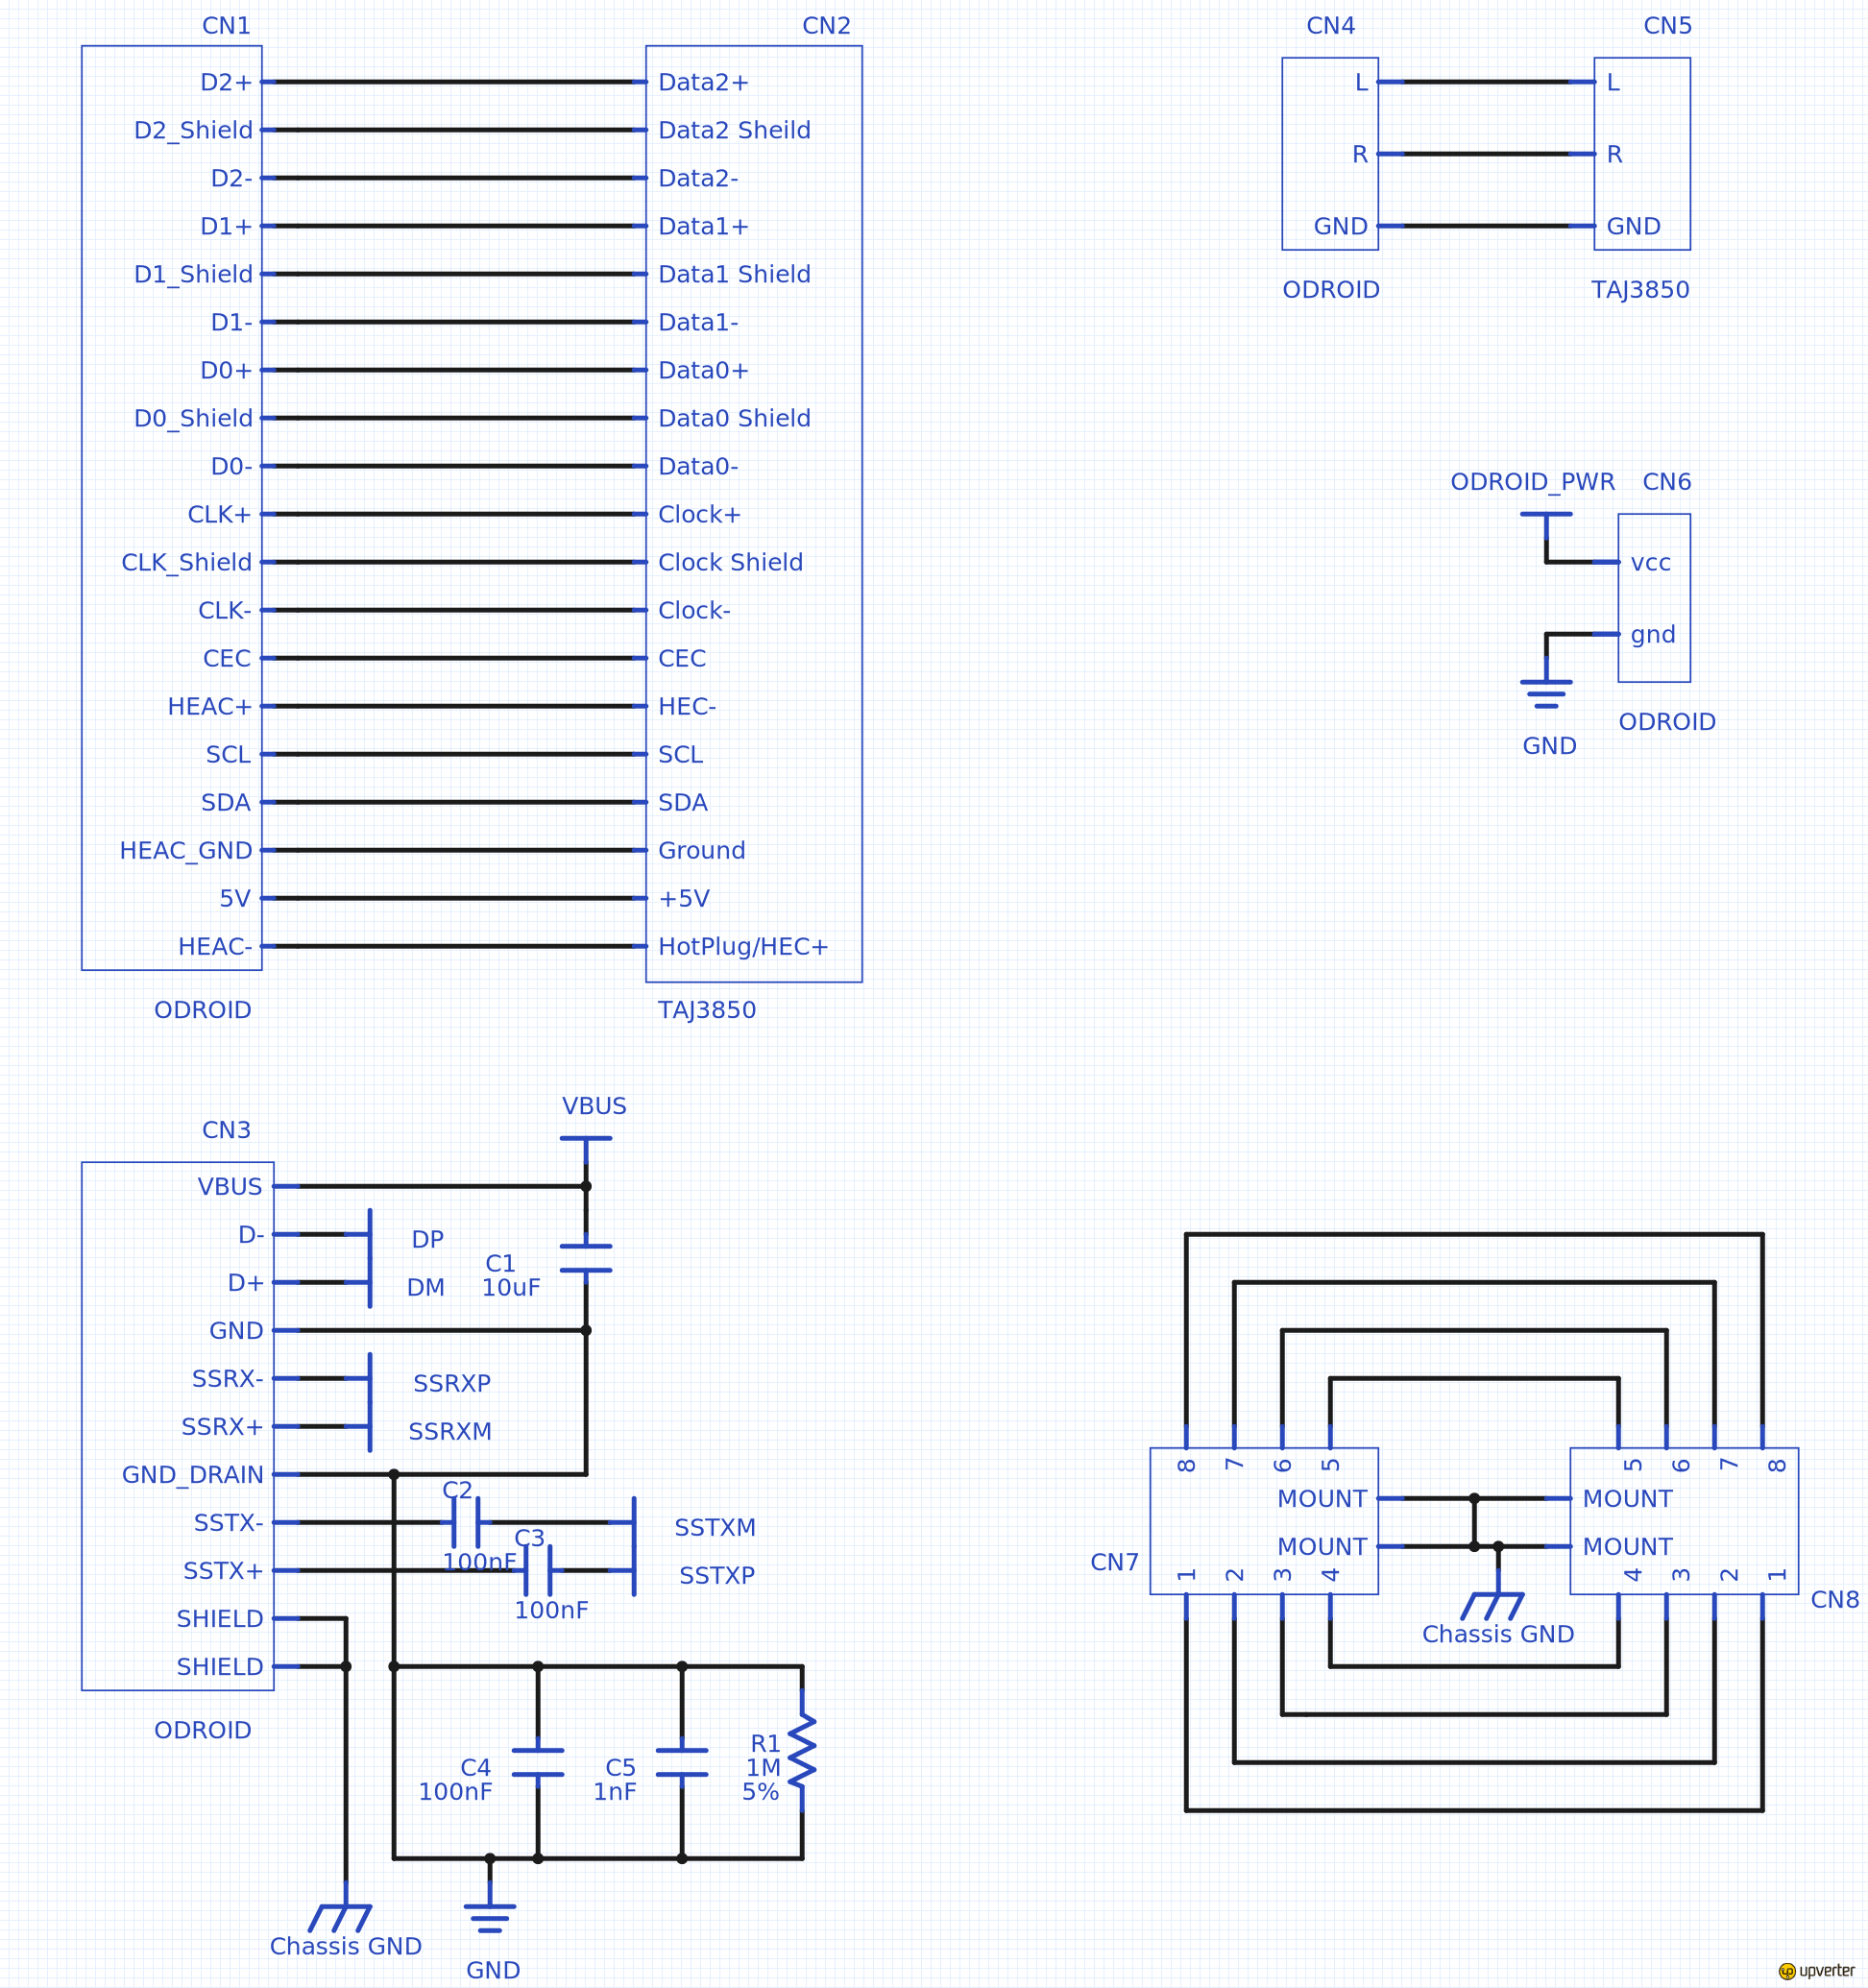 CN1
CN2
D2+
Data2+
D2_Shield
Data2 Sheild
D2-
Data2-
D1+
Data1+
D1_Shield
Data1 Shield
D1-
Data1-
D0+
Data0+
D0_Shield
Data0 Shield
D0-
Data0-
CLK+
Clock+
CLK_Shield
Clock Shield
CLK-
Clock-
CEC
CEC
HEAC+
HEC-
SCL
SCL
SDA
SDA
HEAC_GND
Ground
5V
+5V
HEAC-
HotPlug/HEC+
ODROID
TAJ3850
CN4
CN5
L
L
R
R
GND
GND
ODROID
TAJ3850
ODROID_PWR
CN6
vcc
gnd
ODROID
GND
CN3
VBUS
VBUS
D-
DP
C1
D+
DM
10uF
GND
SSRX-
SSRXP
SSRX+
SSRXM
GND_DRAIN
C2
SSTX-
SSTXM
C3
100nF
SSTX+
SSTXP
100nF
SHIELD
SHIELD
ODROID
C4
100nF
C5
1nF
R1
1M
5%
Chassis GND
GND
8
7
6
5
5
6
7
8
MOUNT
MOUNT
MOUNT
MOUNT
CN7
1
2
3
4
4
3
2
1
CN8
Chassis GND
upverter